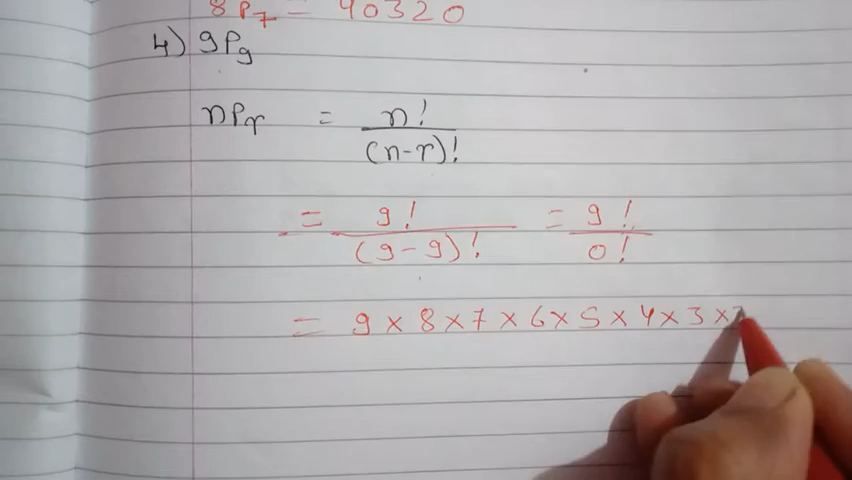 8P7 = 40320
4) 9P9
nPr = n! / (n-r)!
= 9! / (9-9)! = 9! / 0!
= 9 × 8 × 7 × 6 × 5 × 4 × 3 ×